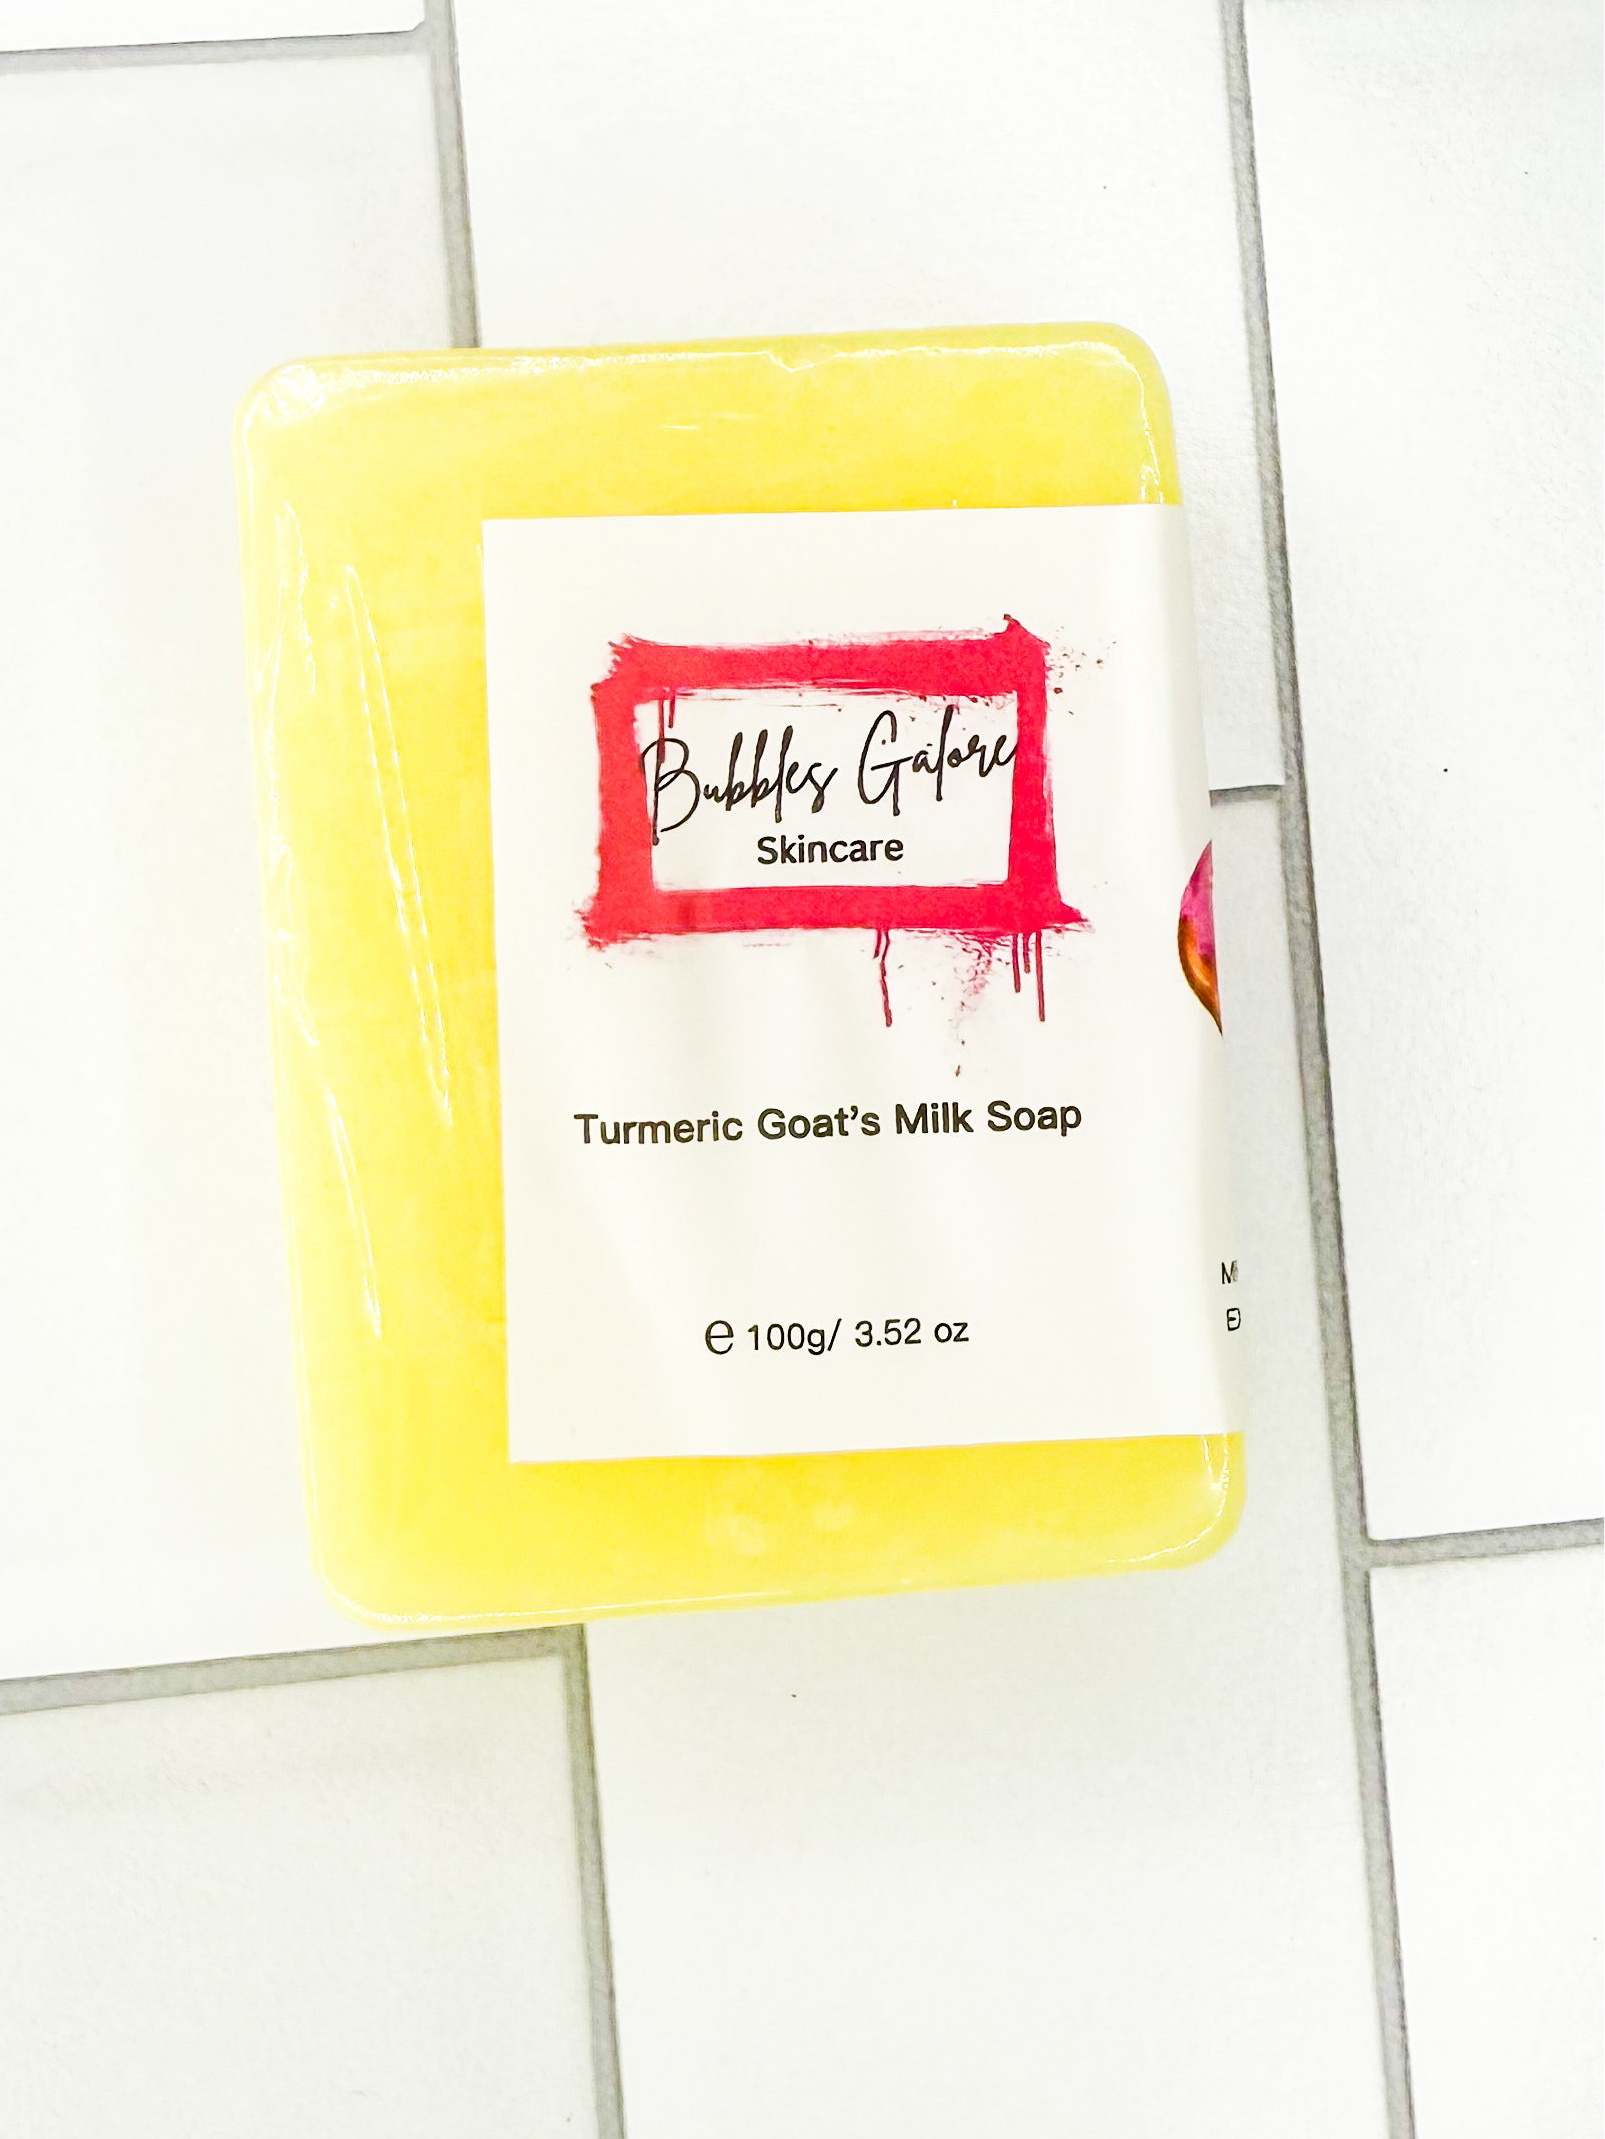 Bubbles Galore
Skincare
Turmeric Goat's Milk Soap
℮ 100g/ 3.52 oz